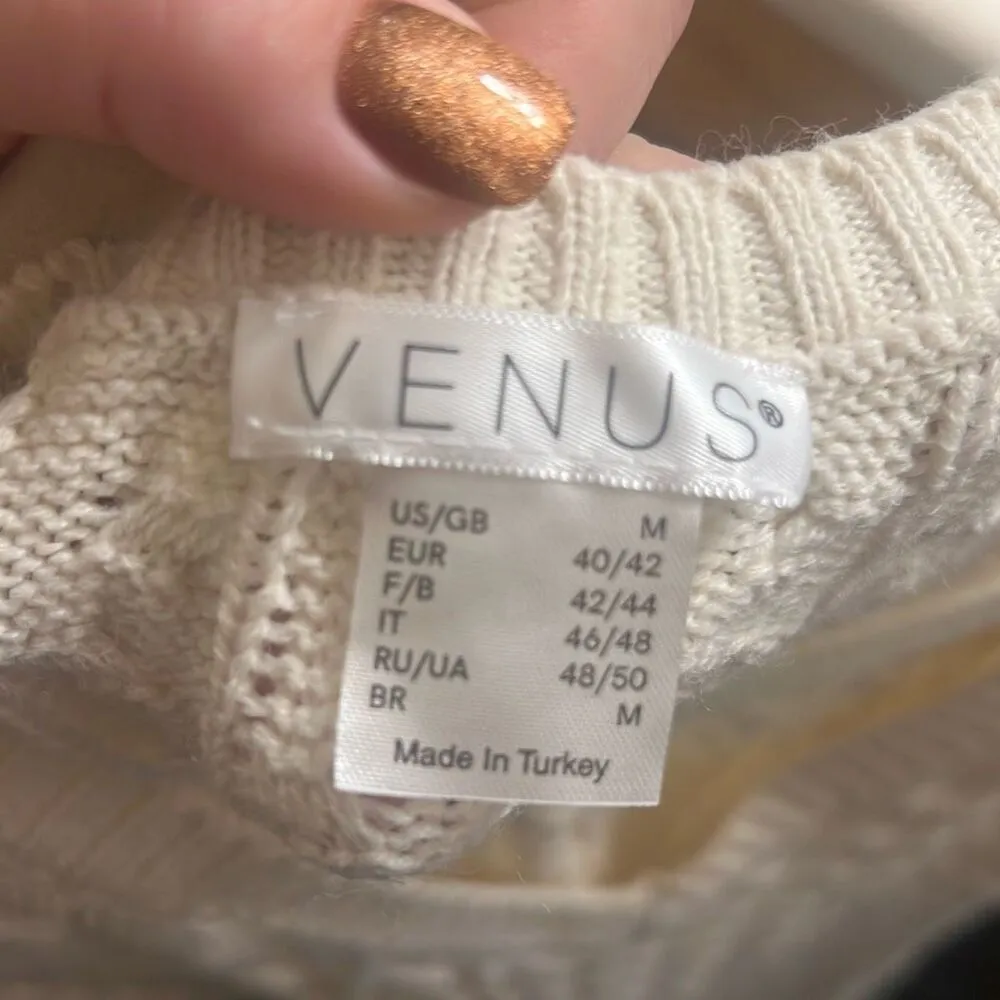 VENUS®
US/GB M
EUR 40/42
F/B 42/44
IT 46/48
RU/UA 48/50
BR M
Made In Turkey